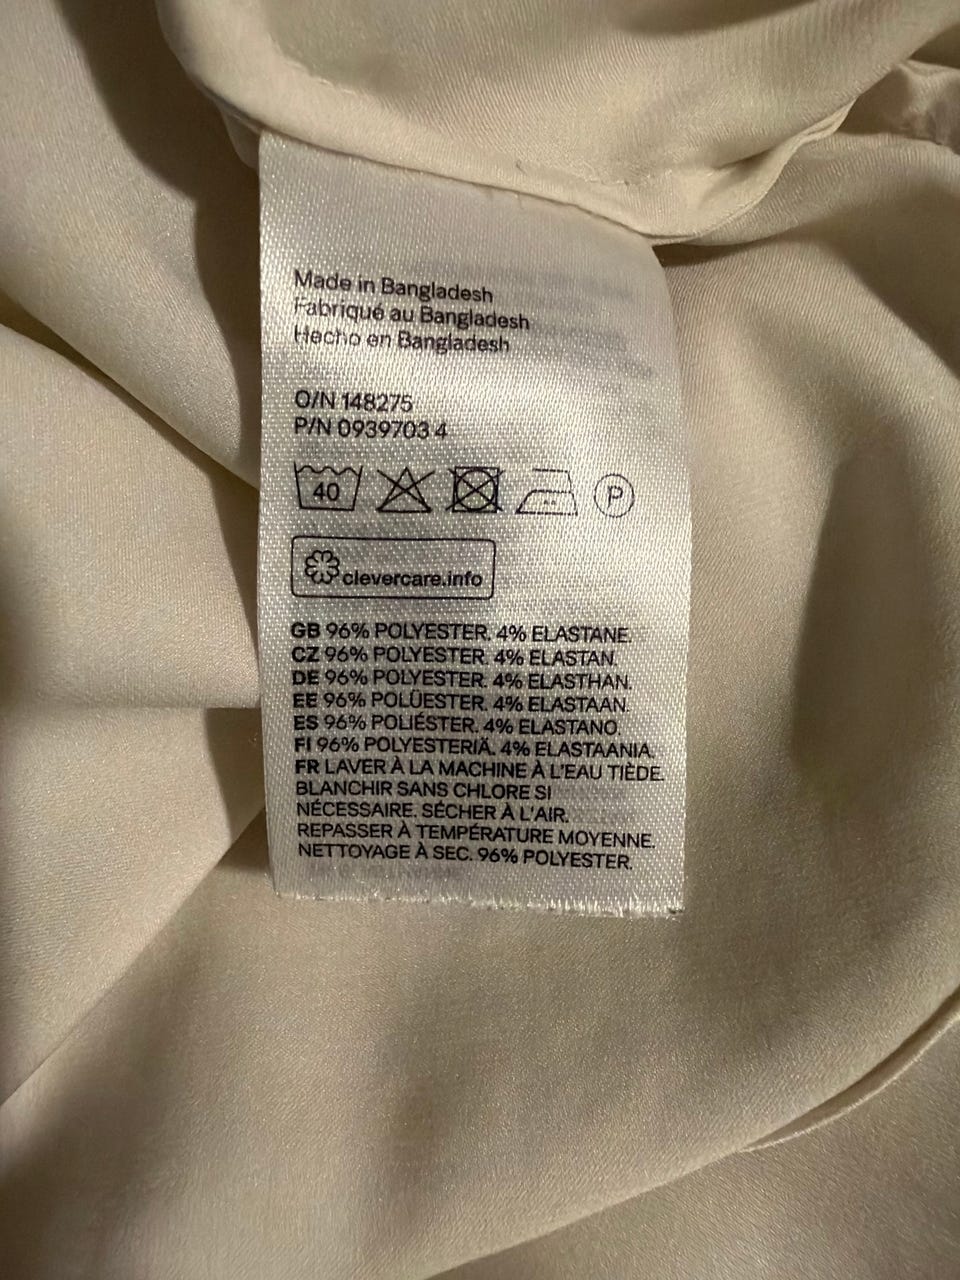 Made in Bangladesh
Fabriqué au Bangladesh
Hecho en Bangladesh
O/N 148275
P/N 0939703 4
40
P
clevercare.info
GB 96% POLYESTER. 4% ELASTANE.
CZ 96% POLYESTER. 4% ELASTAN.
DE 96% POLYESTER. 4% ELASTHAN.
EE 96% POLÜESTER. 4% ELASTAAN.
ES 96% POLIÉSTER. 4% ELASTANO.
FI 96% POLYESTERIÄ. 4% ELASTAANIA.
FR LAVER À LA MACHINE À L'EAU TIÈDE.
BLANCHIR SANS CHLORE SI
NÉCESSAIRE. SÉCHER À L'AIR.
REPASSER À TEMPÉRATURE MOYENNE.
NETTOYAGE À SEC. 96% POLYESTER.